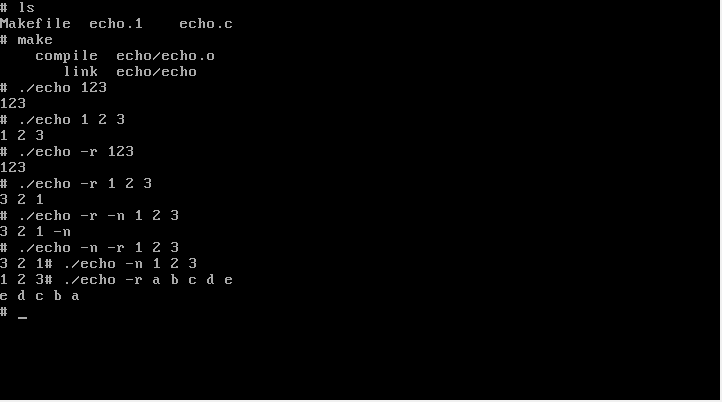 # ls
Makefile  echo.1    echo.c
# make
    compile  echo/echo.o
       link  echo/echo
# ./echo 123
123
# ./echo 1 2 3
1 2 3
# ./echo -r 123
123
# ./echo -r 1 2 3
3 2 1
# ./echo -r -n 1 2 3
3 2 1 -n
# ./echo -n -r 1 2 3
3 2 1# ./echo -n 1 2 3
1 2 3# ./echo -r a b c d e
e d c b a
# _